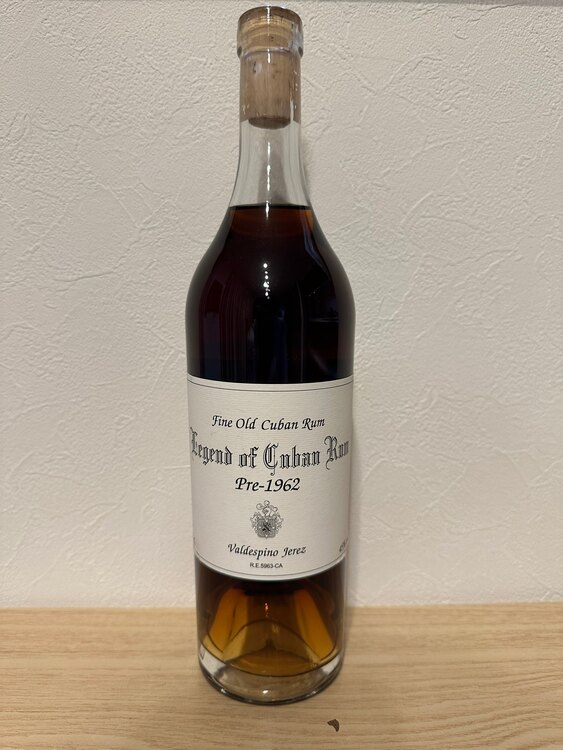 Fine Old Cuban Rum
Legend of Cuban Rum
Pre-1962
Valdespino Jerez
R.E.5963-CA